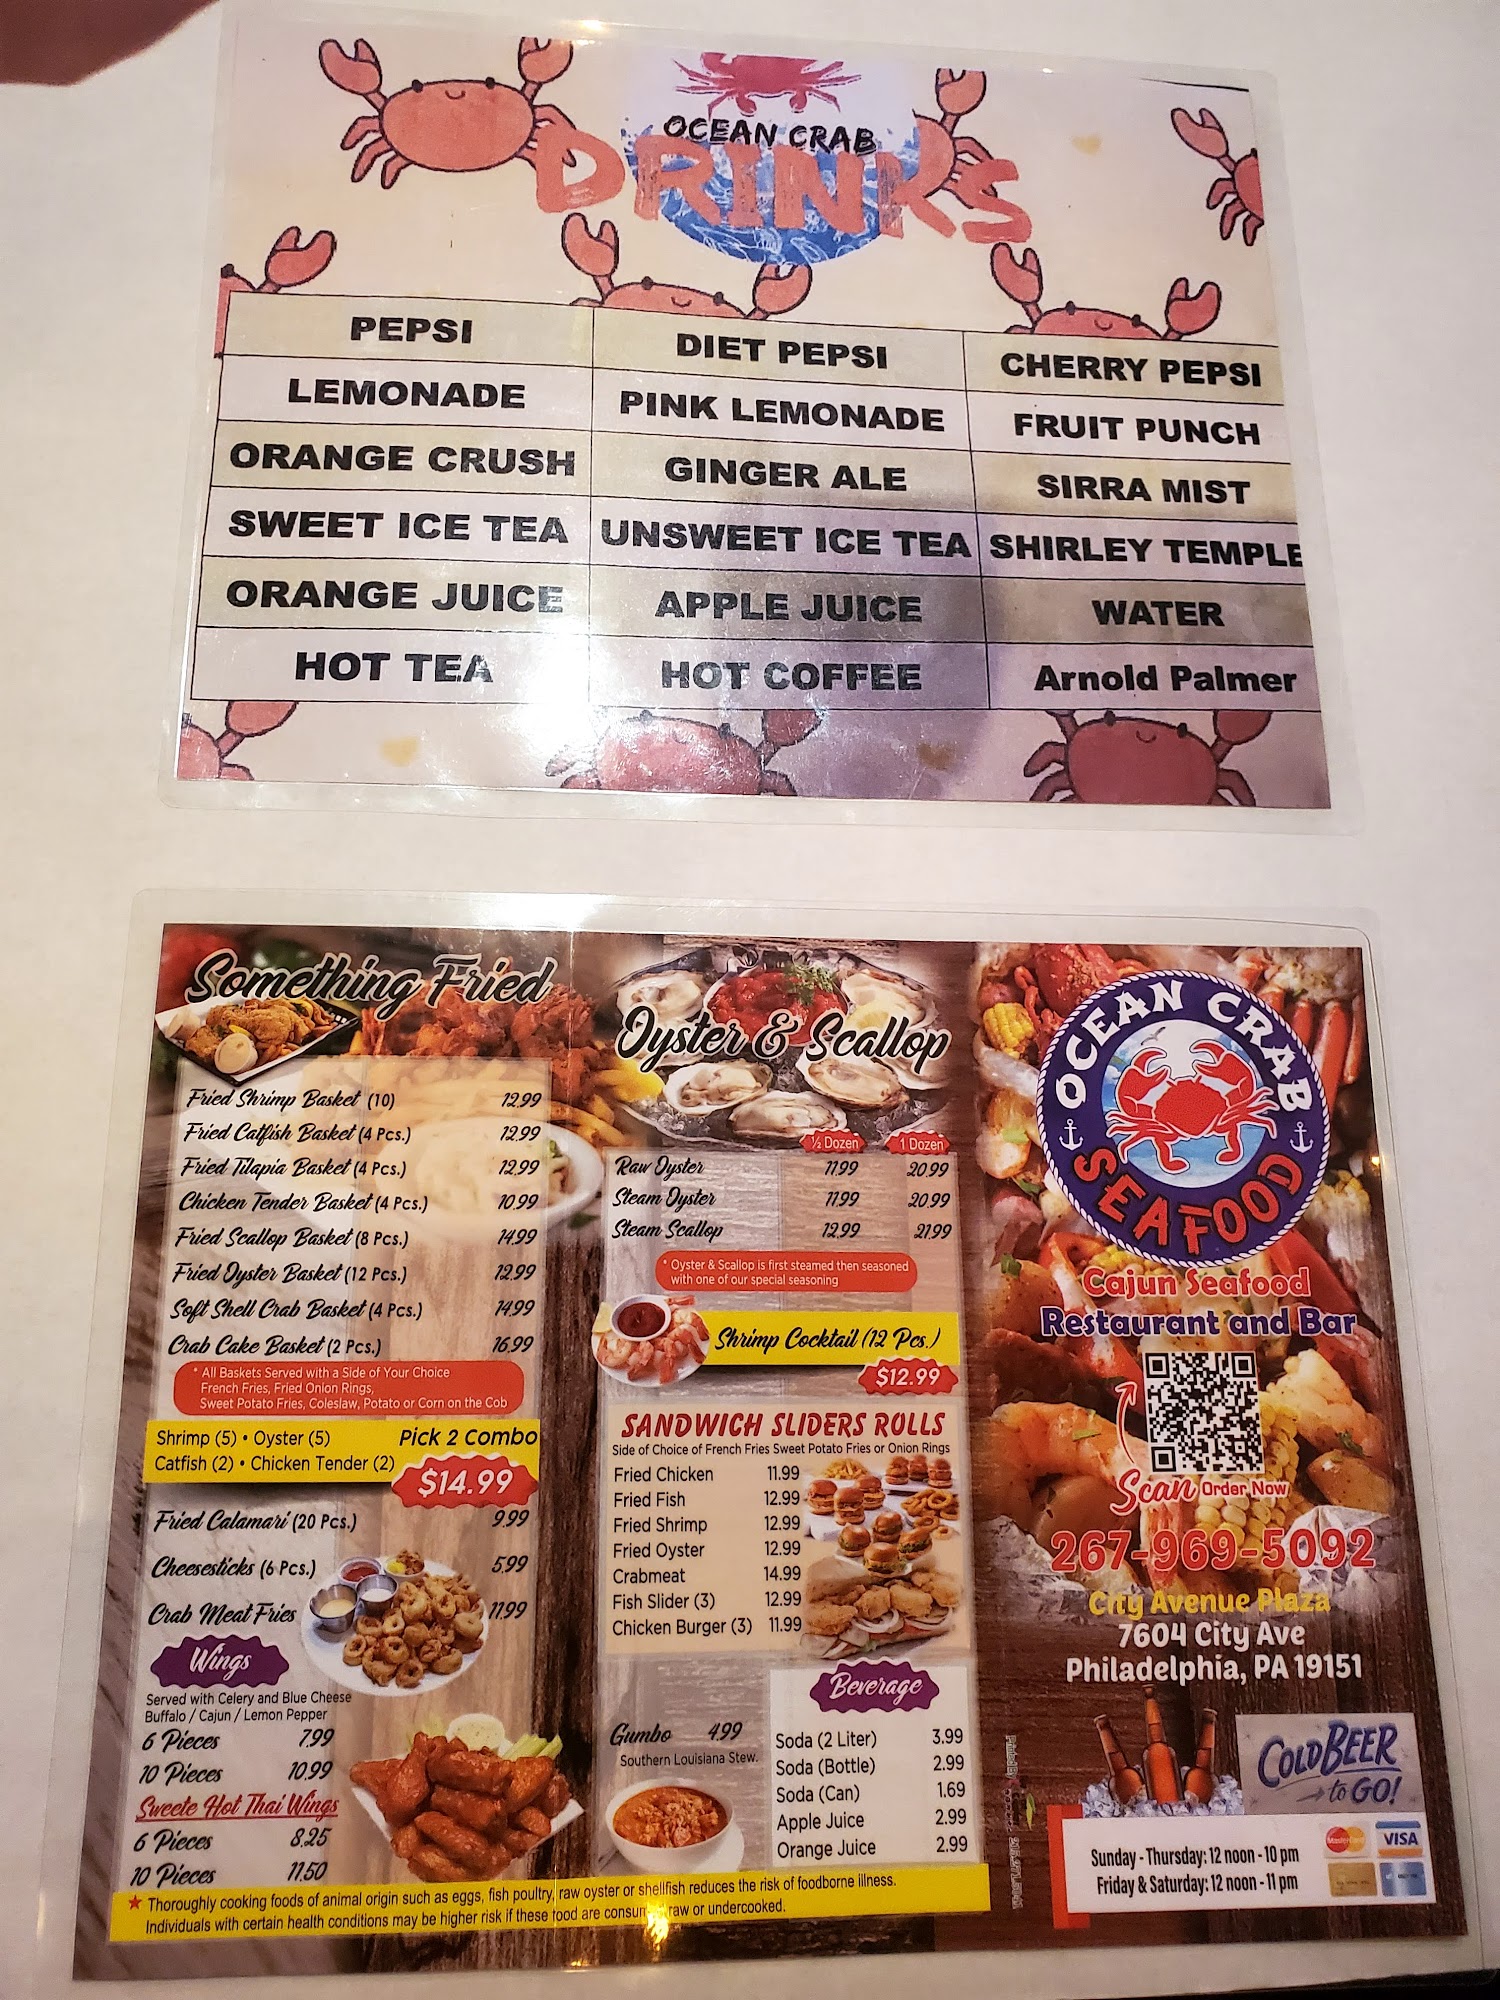 OCEAN CRAB
DRINKS
PEPSI DIET PEPSI CHERRY PEPSI
LEMONADE PINK LEMONADE FRUIT PUNCH
ORANGE CRUSH GINGER ALE SIRRA MIST
SWEET ICE TEA UNSWEET ICE TEA SHIRLEY TEMPLE
ORANGE JUICE APPLE JUICE WATER
HOT TEA HOT COFFEE Arnold Palmer
Something Fried
Fried Shrimp Basket (10) 12.99
Fried Catfish Basket (4 Pcs.) 12.99
Fried Tilapia Basket (4 Pcs.) 12.99
Chicken Tender Basket (4 Pcs.) 10.99
Fried Scallop Basket (8 Pcs.) 14.99
Fried Oyster Basket (12 Pcs.) 12.99
Soft Shell Crab Basket (4 Pcs.) 14.99
Crab Cake Basket (2 Pcs.) 16.99
* All Baskets Served with a Side of Your Choice
French Fries, Fried Onion Rings,
Sweet Potato Fries, Coleslaw, Potato or Corn on the Cob
Shrimp (5) • Oyster (5) Pick 2 Combo
Catfish (2) • Chicken Tender (2) $14.99
Fried Calamari (20 Pcs.) 9.99
Cheesesticks (6 Pcs.) 5.99
Crab Meat Fries 11.99
Wings
Served with Celery and Blue Cheese
Buffalo / Cajun / Lemon Pepper
6 Pieces 7.99
10 Pieces 10.99
Sweete Hot Thai Wings
6 Pieces 8.25
10 Pieces 11.50
Oyster & Scallop
½ Dozen 1 Dozen
Raw Oyster 11.99 20.99
Steam Oyster 11.99 20.99
Steam Scallop 12.99 21.99
* Oyster & Scallop is first steamed then seasoned
with one of our special seasoning
Shrimp Cocktail (12 Pcs.)
$12.99
SANDWICH SLIDERS ROLLS
Side of Choice of French Fries Sweet Potato Fries or Onion Rings
Fried Chicken 11.99
Fried Fish 12.99
Fried Shrimp 12.99
Fried Oyster 12.99
Crabmeat 14.99
Fish Slider (3) 12.99
Chicken Burger (3) 11.99
Gumbo 4.99
Southern Louisiana Stew.
Beverage
Soda (2 Liter) 3.99
Soda (Bottle) 2.99
Soda (Can) 1.69
Apple Juice 2.99
Orange Juice 2.99
★ Thoroughly cooking foods of animal origin such as eggs, fish poultry, raw oyster or shellfish reduces the risk of foodborne illness.
Individuals with certain health conditions may be higher risk if these food are raw or undercooked.
OCEAN CRAB
SEAFOOD
Cajun Seafood
Restaurant and Bar
Scan Order Now
267-969-5092
City Avenue Plaza
7604 City Ave
Philadelphia, PA 19151
COLD BEER
to GO!
Sunday - Thursday: 12 noon - 10 pm
Friday & Saturday: 12 noon - 11 pm
MasterCard VISA